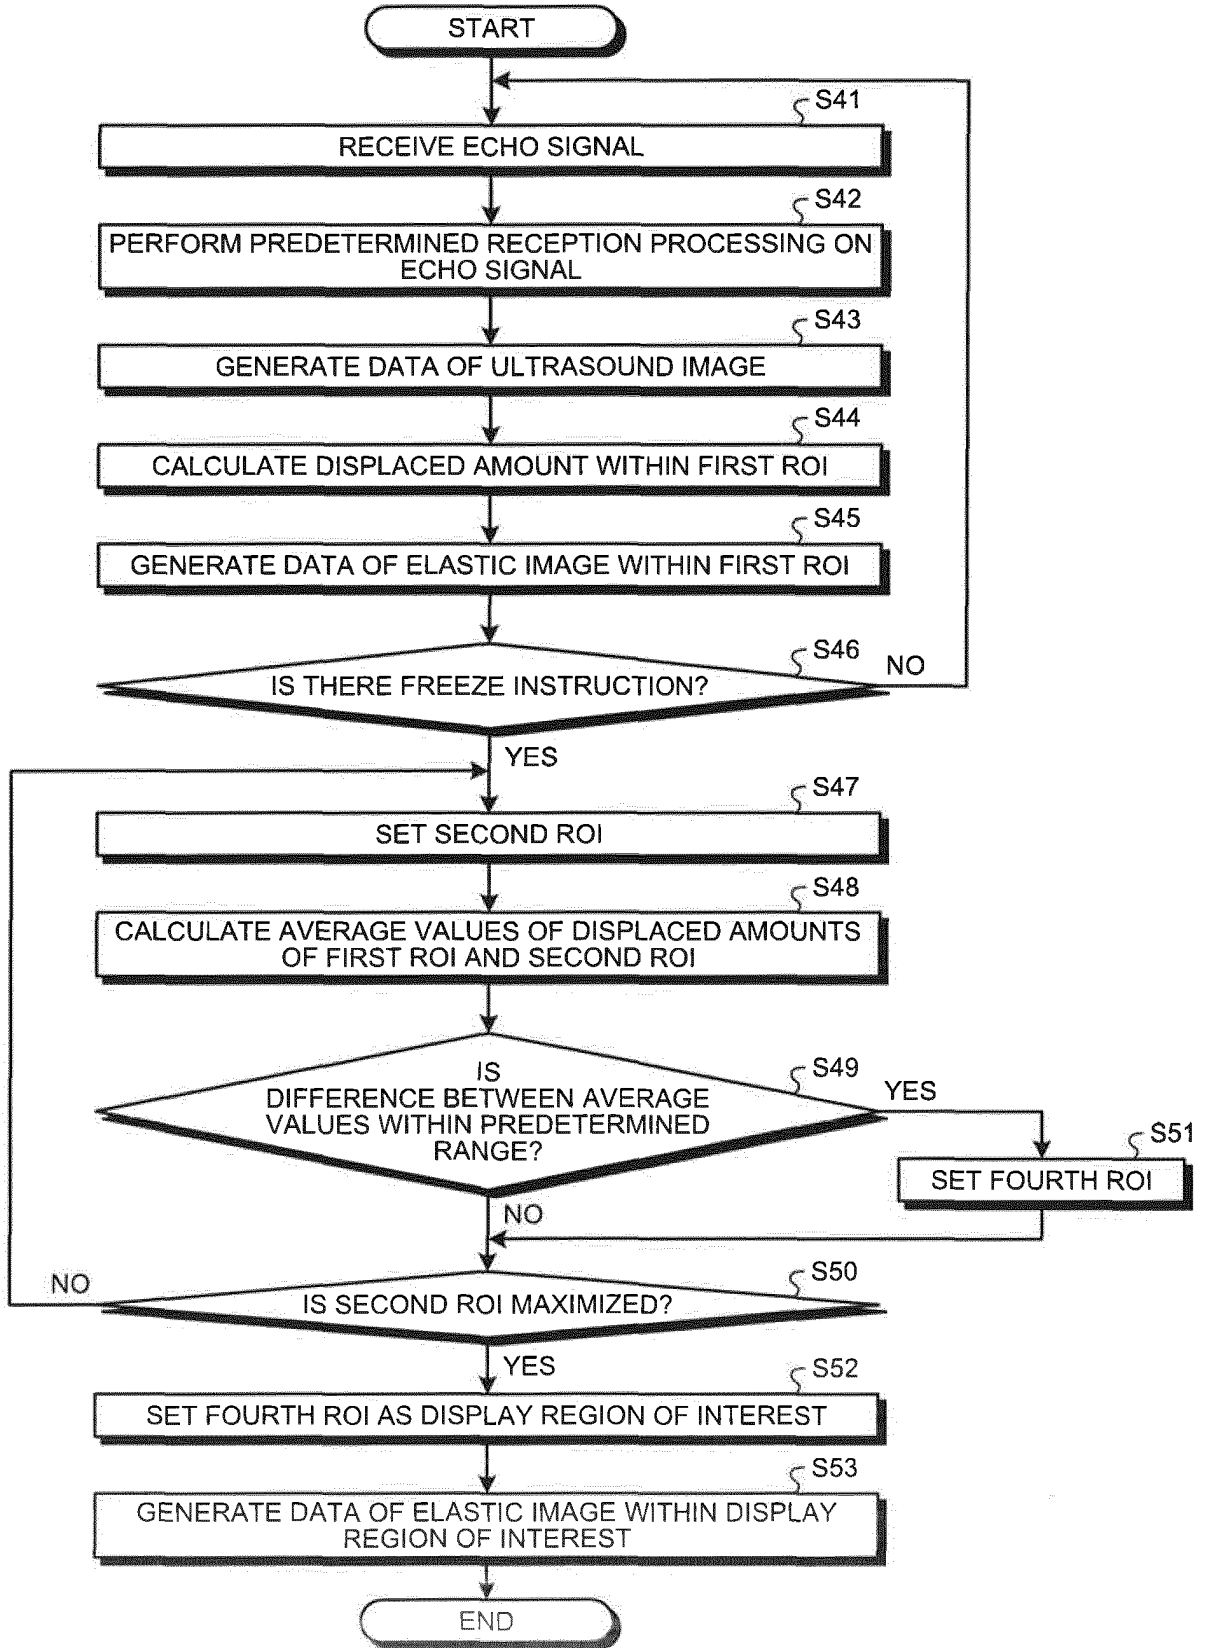 START
S41
RECEIVE ECHO SIGNAL
S42
PERFORM PREDETERMINED RECEPTION PROCESSING ON
ECHO SIGNAL
S43
GENERATE DATA OF ULTRASOUND IMAGE
S44
CALCULATE DISPLACED AMOUNT WITHIN FIRST ROI
S45
GENERATE DATA OF ELASTIC IMAGE WITHIN FIRST ROI
S46
NO
IS THERE FREEZE INSTRUCTION?
YES
S47
SET SECOND ROI
S48
CALCULATE AVERAGE VALUES OF DISPLACED AMOUNTS
OF FIRST ROI AND SECOND ROI
S49
IS
DIFFERENCE BETWEEN AVERAGE
VALUES WITHIN PREDETERMINED
RANGE?
YES
S51
SET FOURTH ROI
NO
S50
NO
IS SECOND ROI MAXIMIZED?
YES
S52
SET FOURTH ROI AS DISPLAY REGION OF INTEREST
S53
GENERATE DATA OF ELASTIC IMAGE WITHIN DISPLAY
REGION OF INTEREST
END